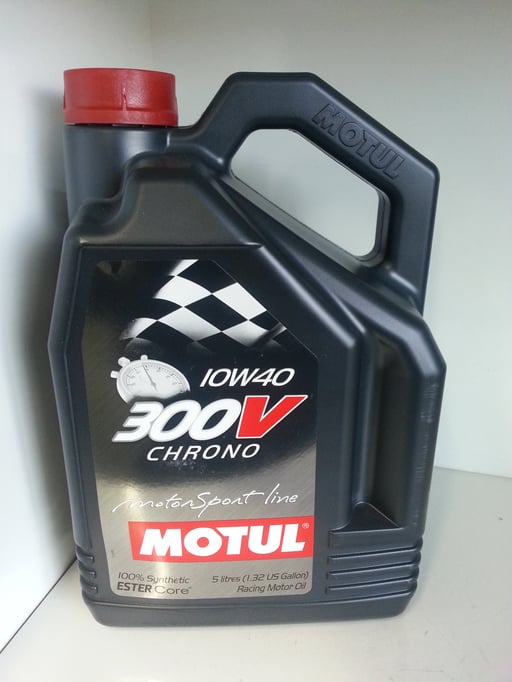 MOTUL
10W40
300V
CHRONO
motorSport line
MOTUL®
100% Synthetic
ESTER Core®
5 litres (1.32 US Gallon)
Racing Motor Oil